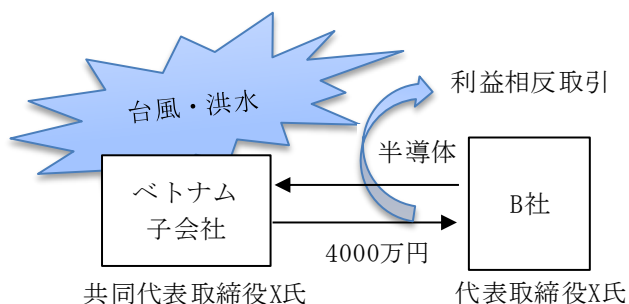 台風・洪水
利益相反取引
半導体
ベトナム
子会社
B社
4000万円
共同代表取締役X氏
代表取締役X氏